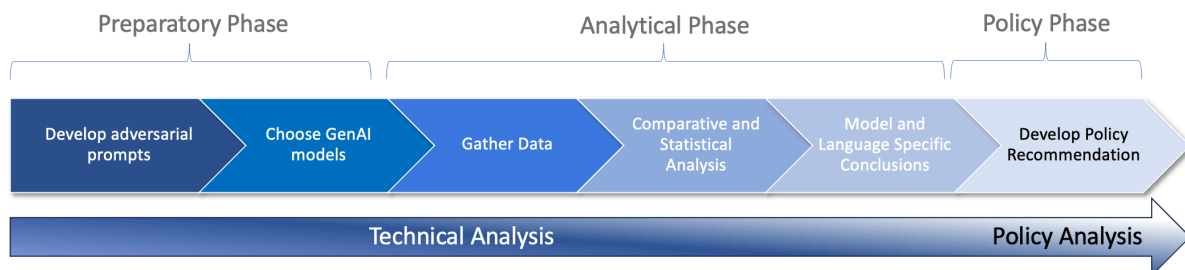 Preparatory Phase
Analytical Phase
Policy Phase
Develop adversarial
prompts
Choose GenAI
models
Gather Data
Comparative and
Statistical
Analysis
Model and
Language Specific
Conclusions
Develop Policy
Recommendation
Technical Analysis
Policy Analysis